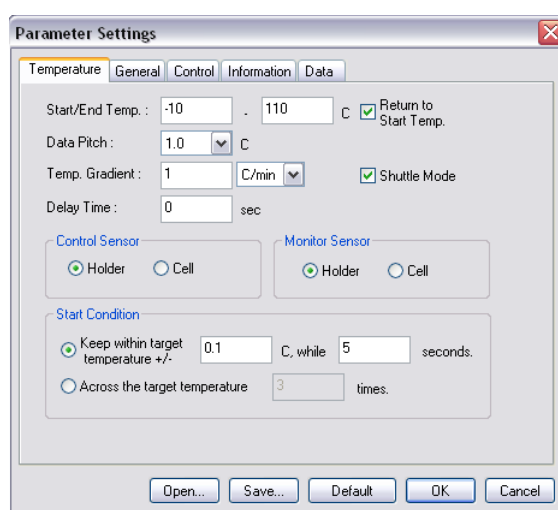 Parameter Settings
Temperature General Control Information Data
Start/End Temp. : -10 - 110 C Return to
Start Temp.
Data Pitch : 1.0 C
Temp. Gradient : 1 C/min Shuttle Mode
Delay Time : 0 sec
Control Sensor Monitor Sensor
Holder Cell Holder Cell
Start Condition
Keep within target
temperature +/- 0.1 C, while 5 seconds.
Across the target temperature 3 times.
Open... Save... Default OK Cancel